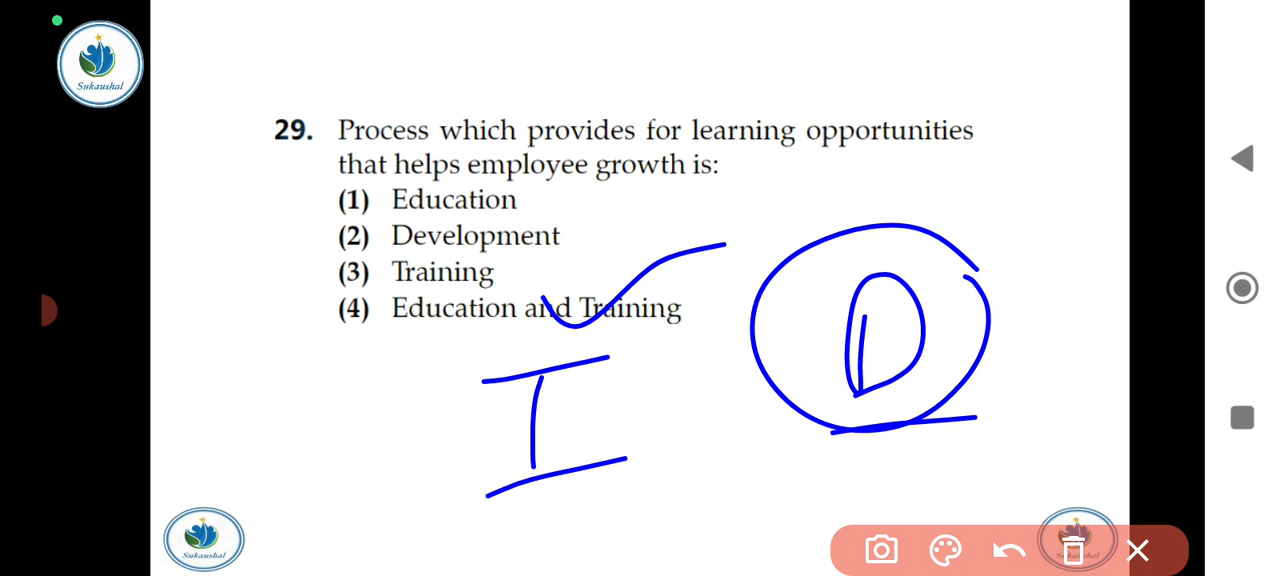 Sukaushal
29. Process which provides for learning opportunities
that helps employee growth is:
(1) Education
(2) Development
(3) Training
(4) Education and Training
I
D
Sukaushal
Sukaushal